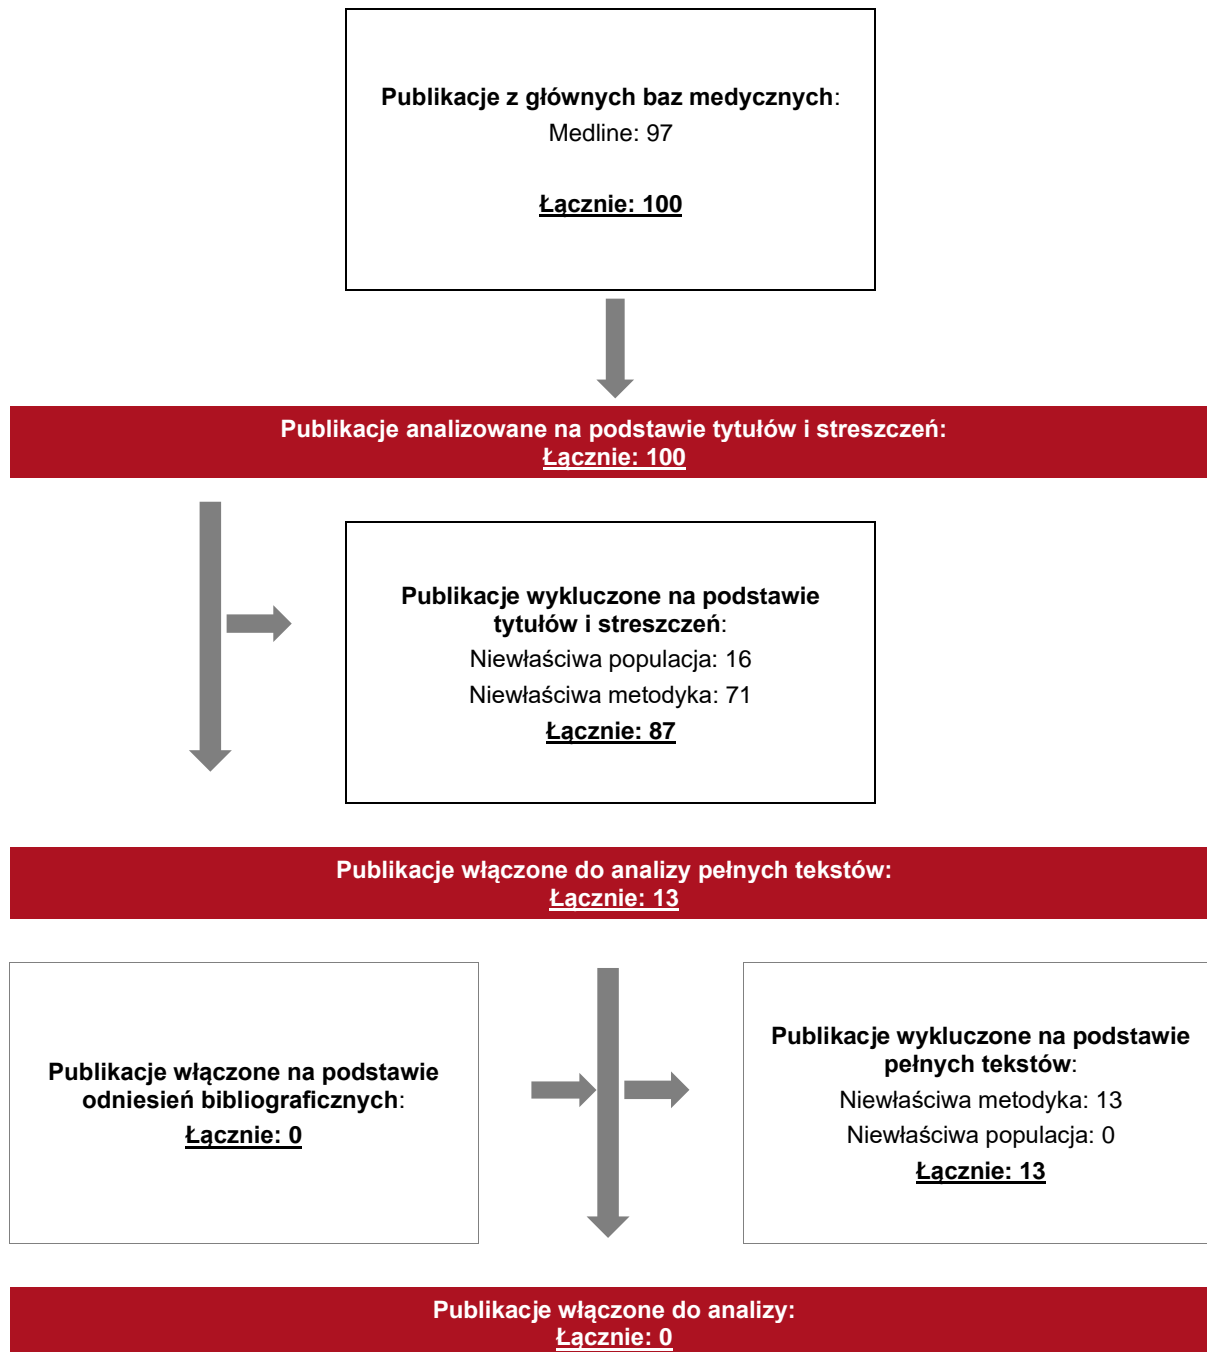 Publikacje z głównych baz medycznych:
Medline: 97
Łącznie: 100
Publikacje analizowane na podstawie tytułów i streszczeń:
Łącznie: 100
Publikacje wykluczone na podstawie
tytułów i streszczeń:
Niewłaściwa populacja: 16
Niewłaściwa metodyka: 71
Łącznie: 87
Publikacje włączone do analizy pełnych tekstów:
Łącznie: 13
Publikacje włączone na podstawie
odniesień bibliograficznych:
Łącznie: 0
Publikacje wykluczone na podstawie
pełnych tekstów:
Niewłaściwa metodyka: 13
Niewłaściwa populacja: 0
Łącznie: 13
Publikacje włączone do analizy:
Łącznie: 0